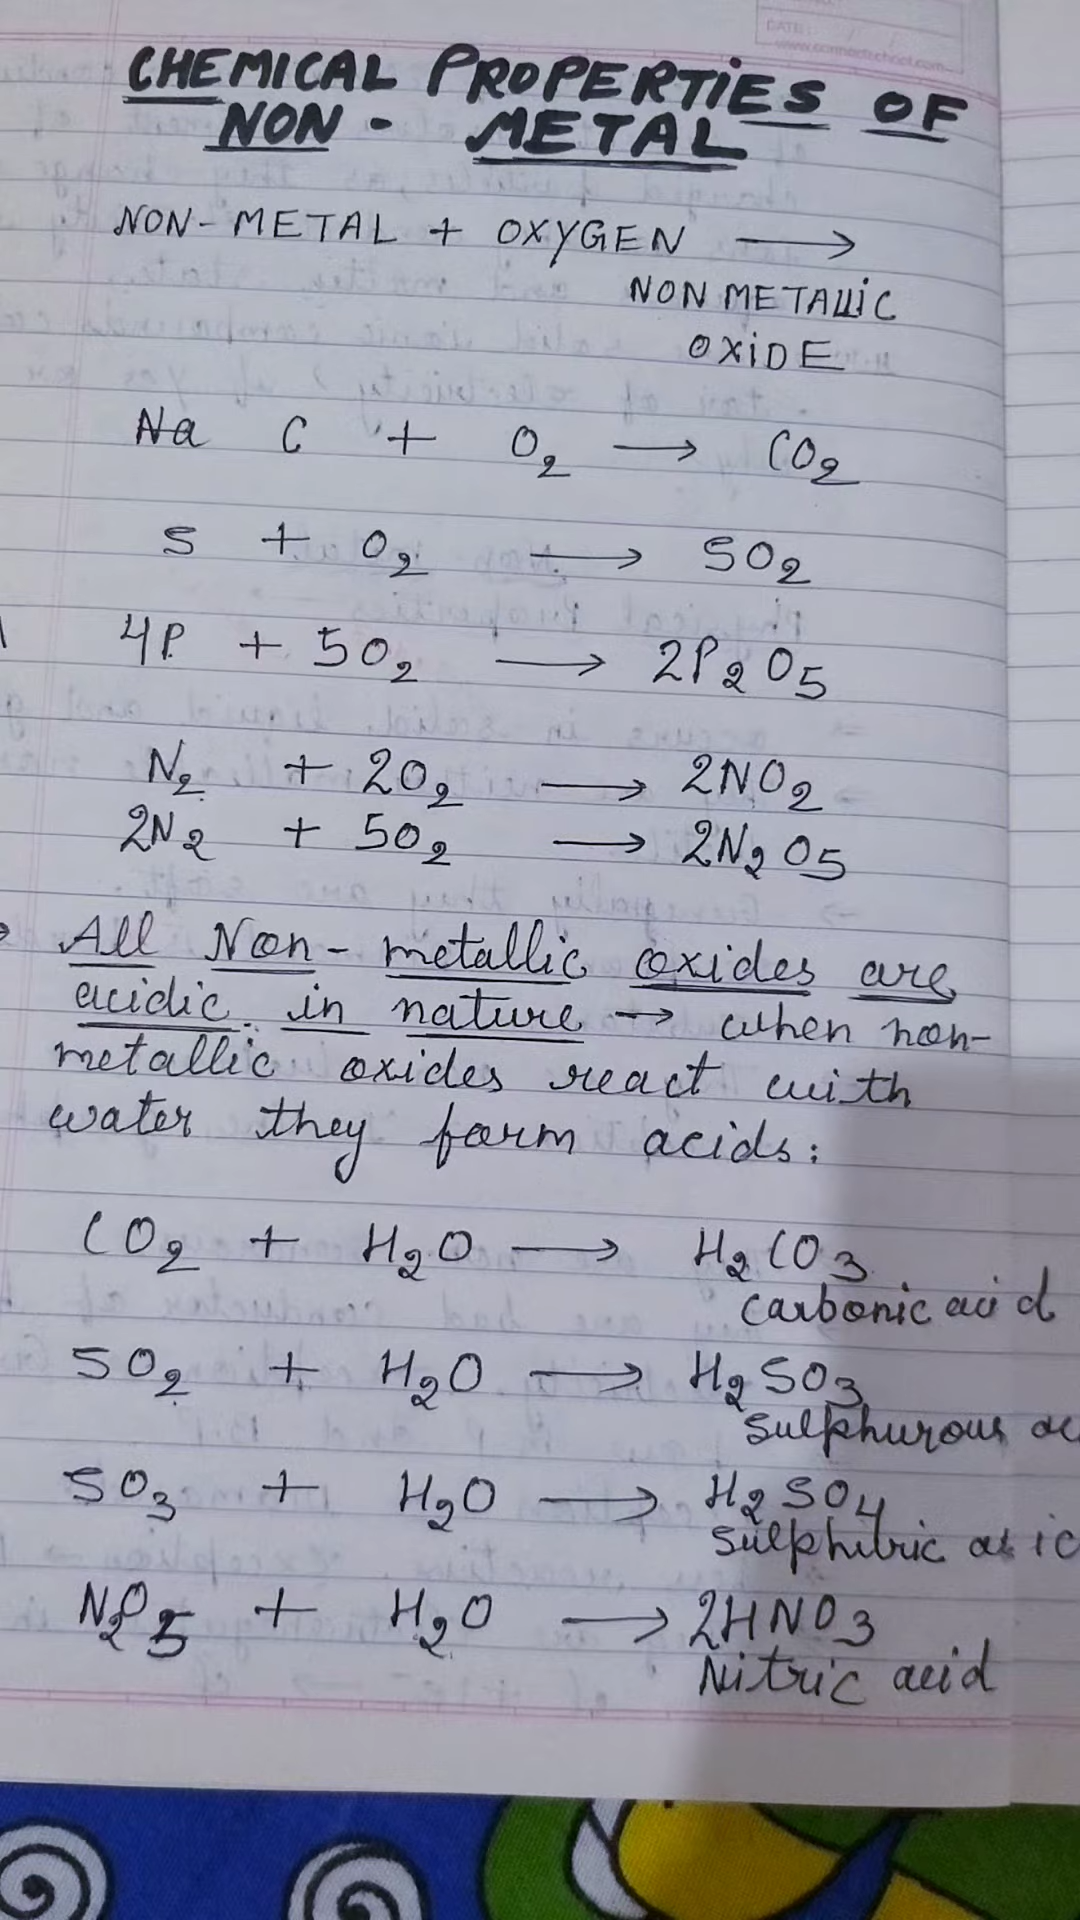 DATE:
CHEMICAL PROPERTIES OF
NON - METAL
NON-METAL + OXYGEN ⟶
NON METALLIC
OXIDE
Na C + O₂ ⟶ CO₂
S + O₂ ⟶ SO₂
4P + 5O₂ ⟶ 2P₂O₅
N₂ + 2O₂ ⟶ 2NO₂
2N₂ + 5O₂ ⟶ 2N₂O₅
All Non-metallic oxides are
acidic in nature → when non-
metallic oxides react with
water they form acids:
CO₂ + H₂O ⟶ H₂CO₃
Carbonic acid
SO₂ + H₂O ⟶ H₂SO₃
Sulphurous
SO₃ + H₂O ⟶ H₂SO₄
N₂O₅ + H₂O ⟶ 2HNO₃
Nitric acid